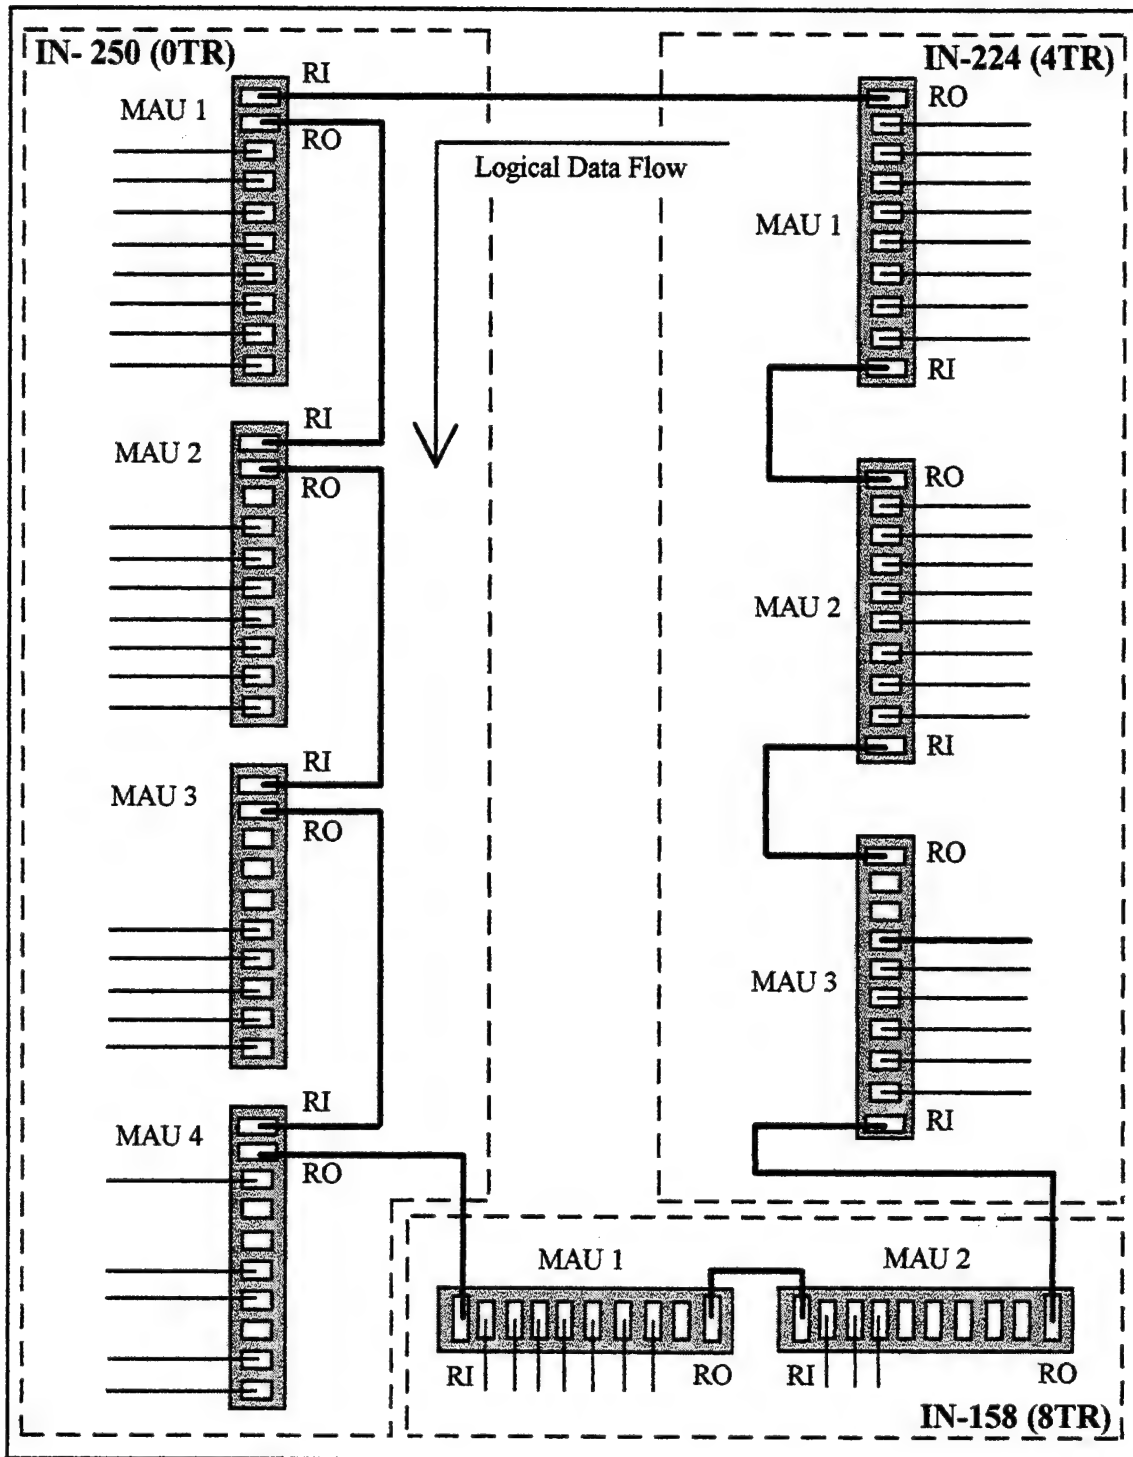 IN- 250 (0TR)
RI
MAU 1
RO
RI
MAU 2
RO
RI
MAU 3
RO
RI
MAU 4
RO
Logical Data Flow
IN-224 (4TR)
RO
MAU 1
RI
RO
MAU 2
RI
RO
MAU 3
RI
MAU 1
MAU 2
RI
RO
RI
RO
IN-158 (8TR)